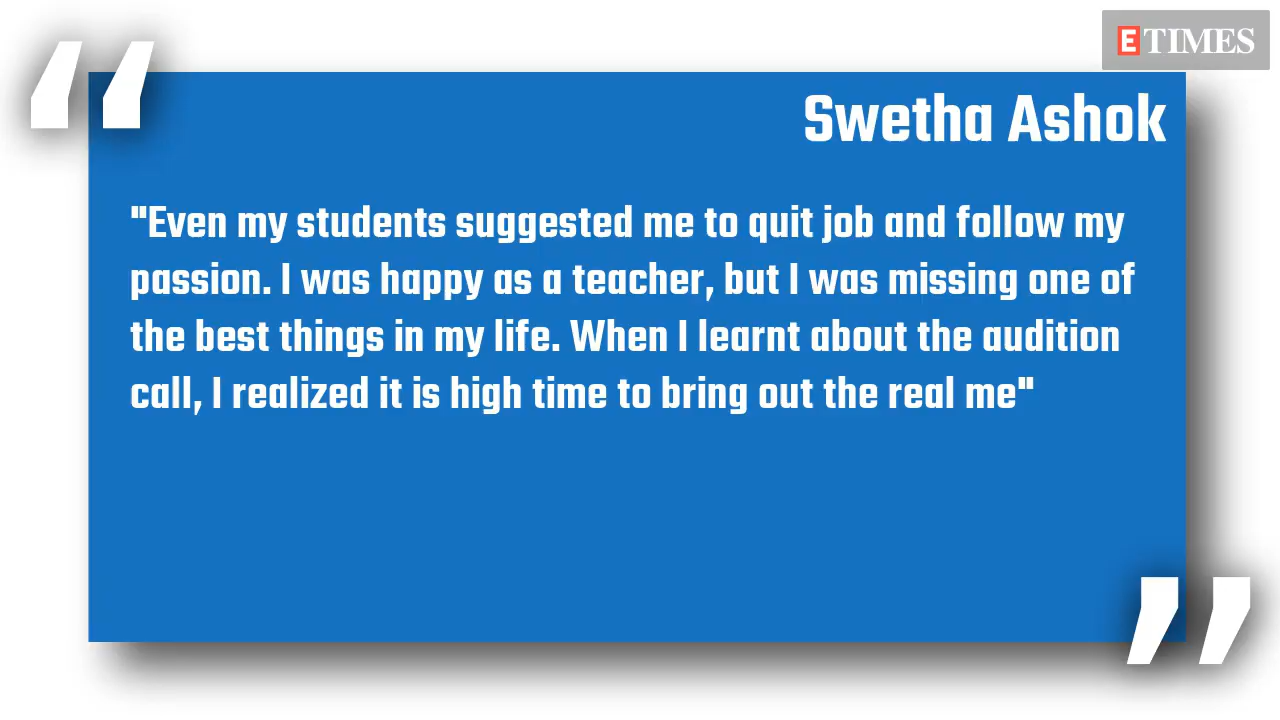 ETIMES
Swetha Ashok
"Even my students suggested me to quit job and follow my
passion. I was happy as a teacher, but I was missing one of
the best things in my life. When I learnt about the audition
call, I realized it is high time to bring out the real me"